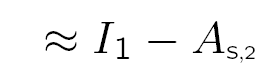 ≈ I₁ − A_{S,2}